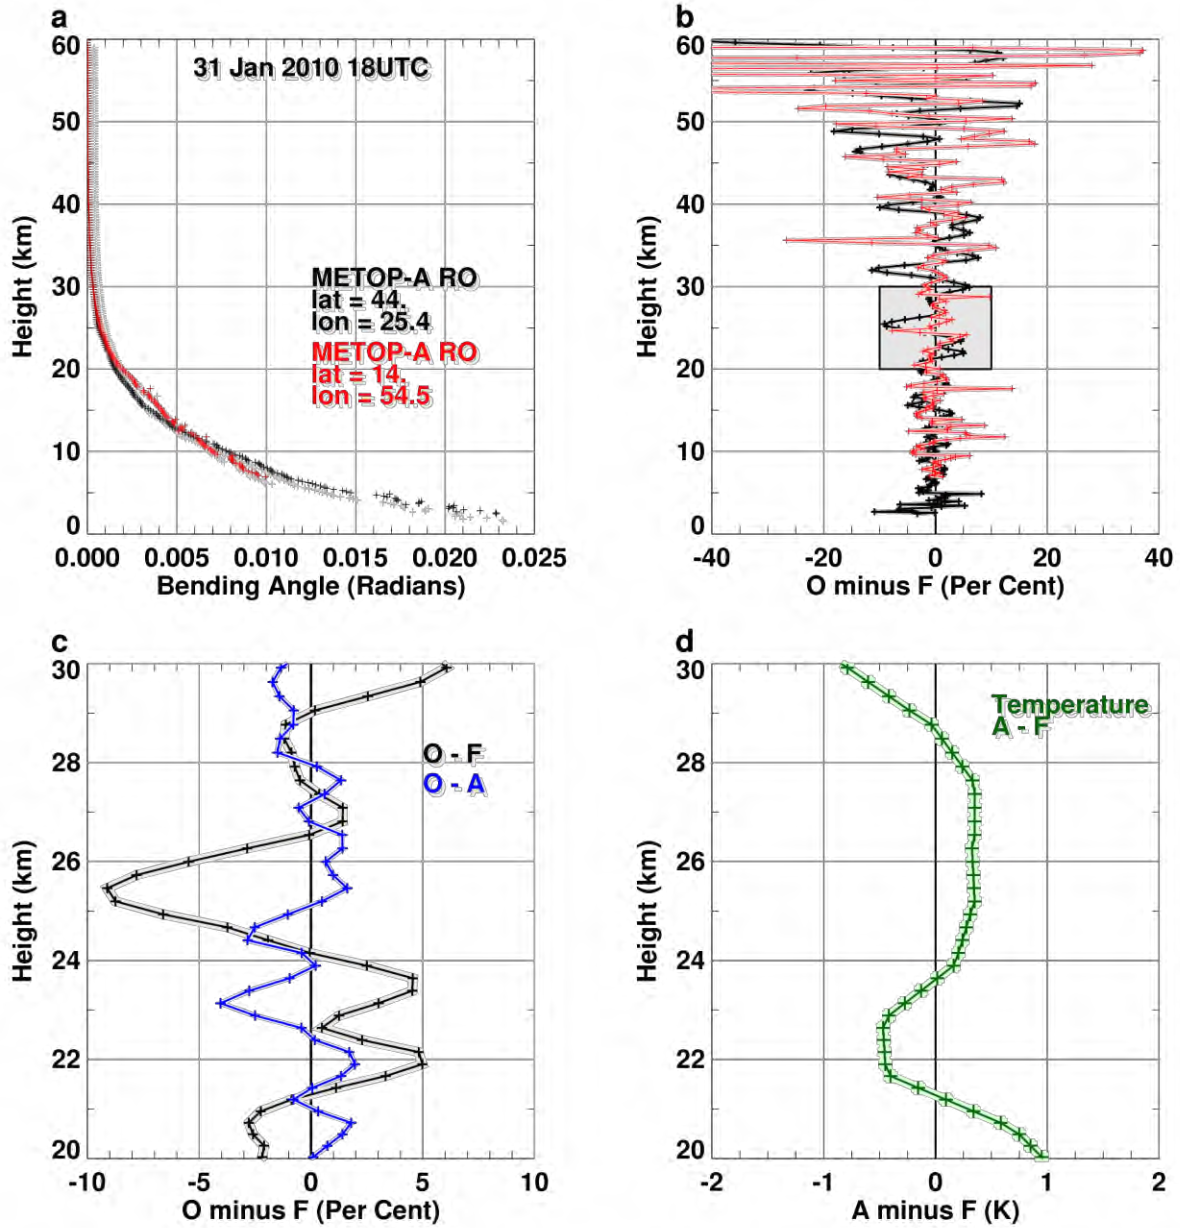 a
60
50
40
30
20
10
0
Height (km)
31 Jan 2010 18UTC
METOP-A RO
lat = 44.
lon = 25.4
METOP-A RO
lat = 14.
lon = 54.5
0.000 0.005 0.010 0.015 0.020 0.025
Bending Angle (Radians)
b
60
50
40
30
20
10
0
Height (km)
-40 -20 0 20 40
O minus F (Per Cent)
c
30
28
26
24
22
20
Height (km)
O - F
O - A
-10 -5 0 5 10
O minus F (Per Cent)
d
30
28
26
24
22
20
Height (km)
Temperature
A - F
-2 -1 0 1 2
A minus F (K)